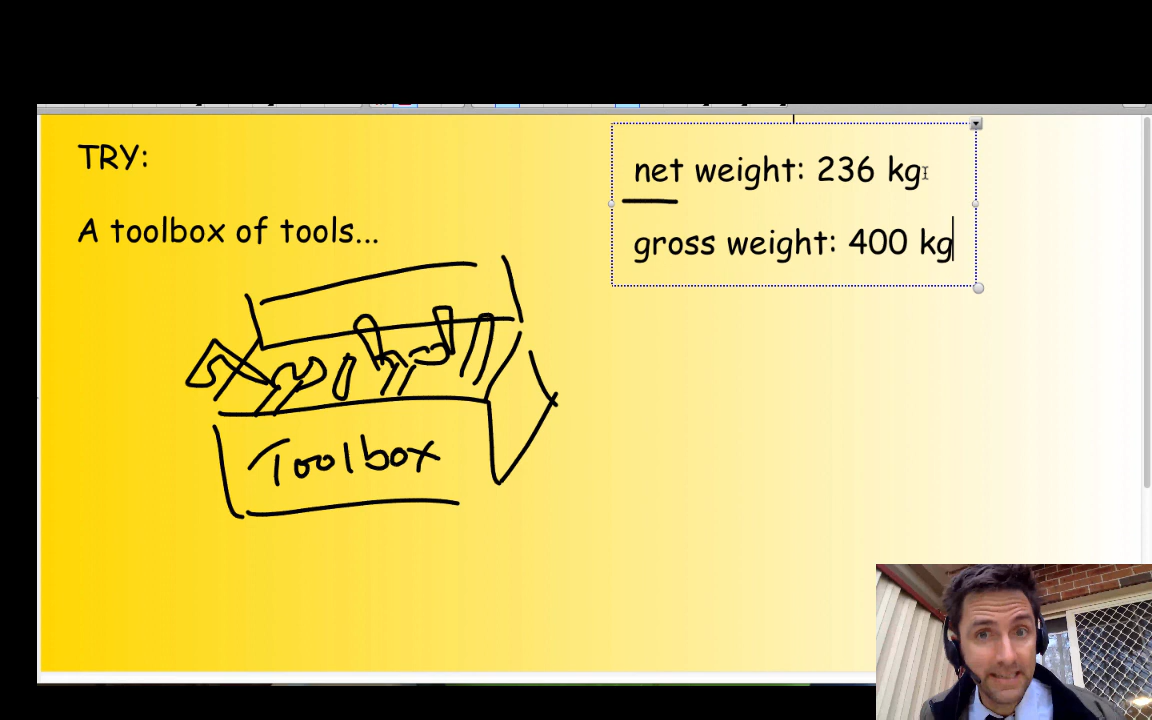 TRY:
A toolbox of tools...
net weight: 236 kg
gross weight: 400 kg
Toolbox